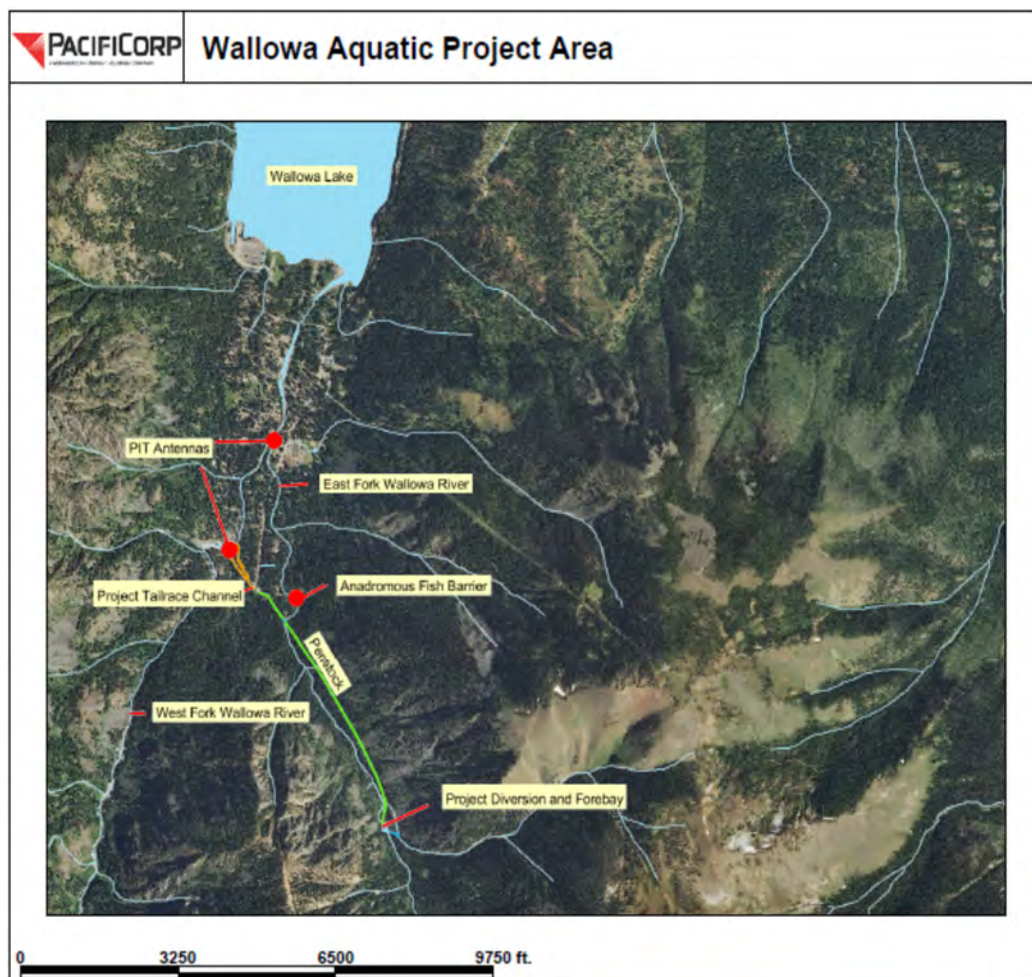 PACIFICORP
Wallowa Aquatic Project Area
Wallowa Lake
PIT Antennas
East Fork Wallowa River
Project Tailrace Channel
Anadromous Fish Barrier
Penstock
West Fork Wallowa River
Project Diversion and Forebay
0 3250 6500 9750 ft.